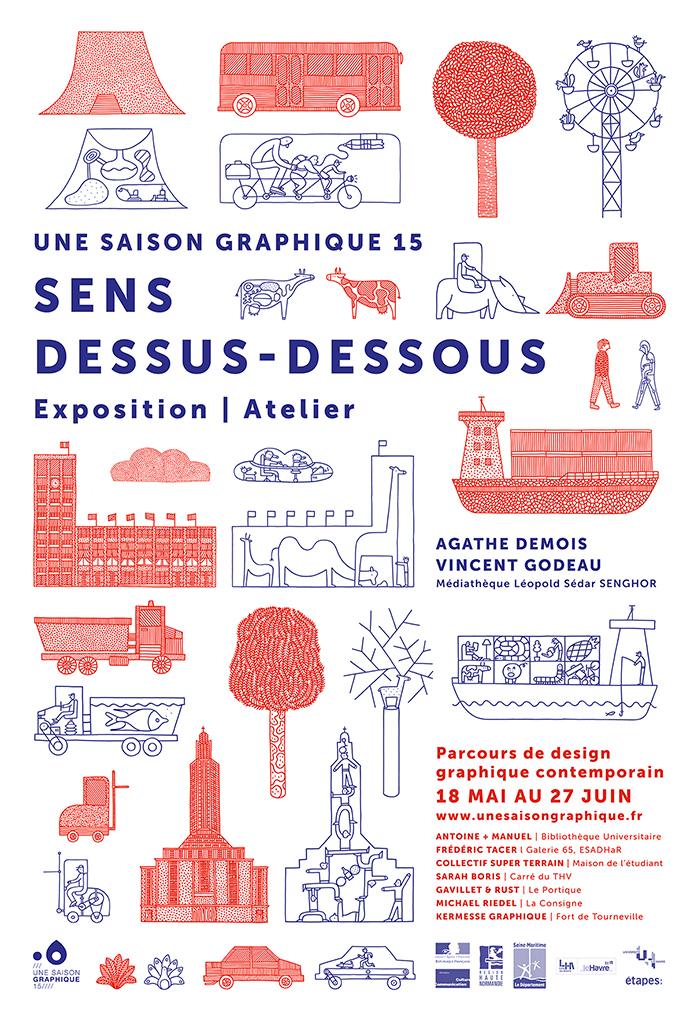 UNE SAISON GRAPHIQUE 15
SENS
DESSUS-DESSOUS
Exposition | Atelier
AGATHE DEMOIS
VINCENT GODEAU
Médiathèque Léopold Sédar SENGHOR
Parcours de design
graphique contemporain
18 MAI AU 27 JUIN
www.unesaisongraphique.fr
ANTOINE + MANUEL | Bibliothèque Universitaire
FRÉDÉRIC TACER l Galerie 65, ESADHaR
COLLECTIF SUPER TERRAIN | Maison de l'étudiant
SARAH BORIS | Carré du THV
GAVILLET & RUST | Le Portique
MICHAEL RIEDEL | La Consigne
KERMESSE GRAPHIQUE | Fort de Tourneville
///
UNE SAISON
GRAPHIQUE
15////
Culture
Communication
RÉGION
HAUTE
NORMANDIE
Seine-Maritime
Le Département
LH
leHavre
étapes: